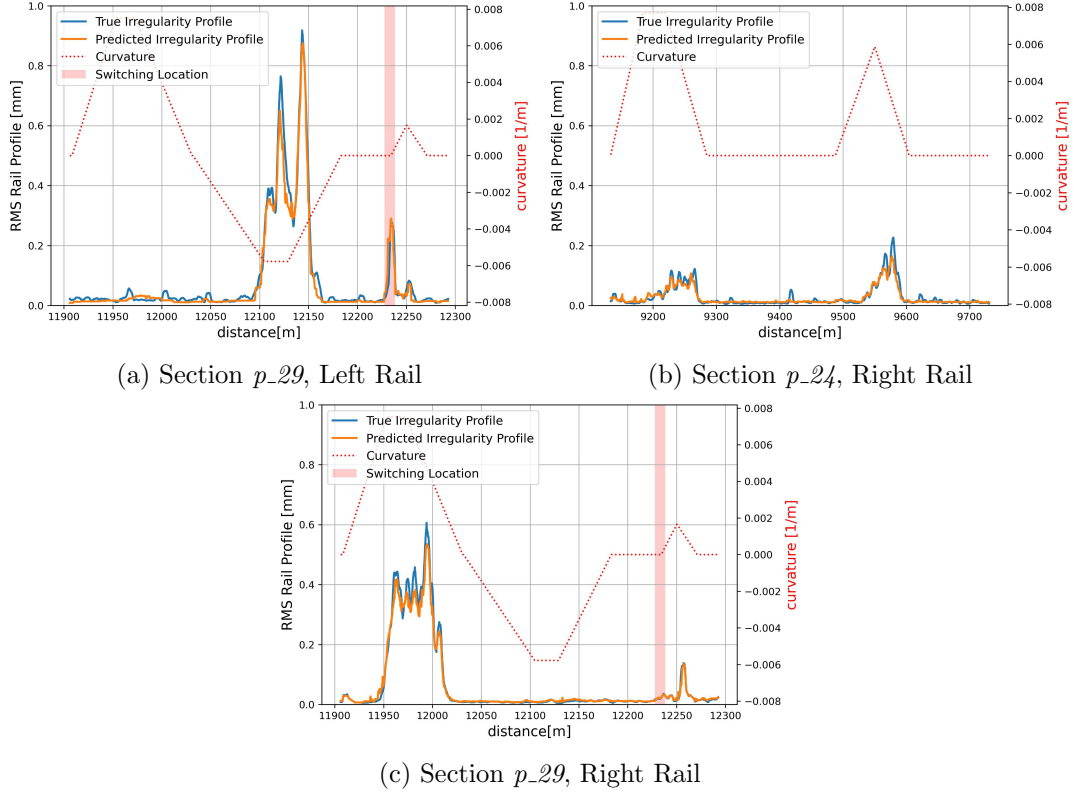 True Irregularity Profile
Predicted Irregularity Profile
Curvature
Switching Location
RMS Rail Profile [mm]
1.0
0.8
0.6
0.4
0.2
0.0
0.008
0.006
0.004
0.002
0.000
−0.002
−0.004
−0.006
−0.008
curvature [1/m]
11900 11950 12000 12050 12100 12150 12200 12250 12300
distance[m]
(a) Section p_29, Left Rail
True Irregularity Profile
Predicted Irregularity Profile
Curvature
RMS Rail Profile [mm]
1.0
0.8
0.6
0.4
0.2
0.0
0.008
0.006
0.004
0.002
0.000
−0.002
−0.004
−0.006
−0.008
curvature [1/m]
9200 9300 9400 9500 9600 9700
distance[m]
(b) Section p_24, Right Rail
True Irregularity Profile
Predicted Irregularity Profile
Curvature
Switching Location
RMS Rail Profile [mm]
1.0
0.8
0.6
0.4
0.2
0.0
0.008
0.006
0.004
0.002
0.000
−0.002
−0.004
−0.006
−0.008
curvature [1/m]
11900 11950 12000 12050 12100 12150 12200 12250 12300
distance[m]
(c) Section p_29, Right Rail